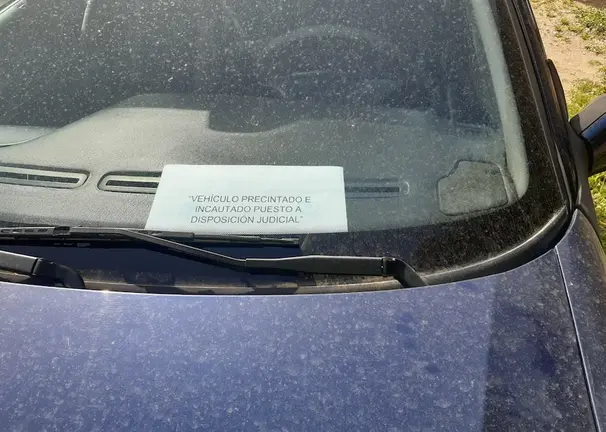 "VEHÍCULO PRECINTADO E
INCAUTADO PUESTO A
DISPOSICIÓN JUDICIAL"